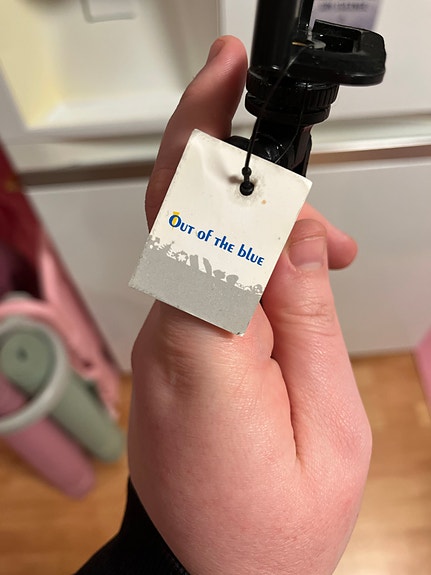 Out of the blue